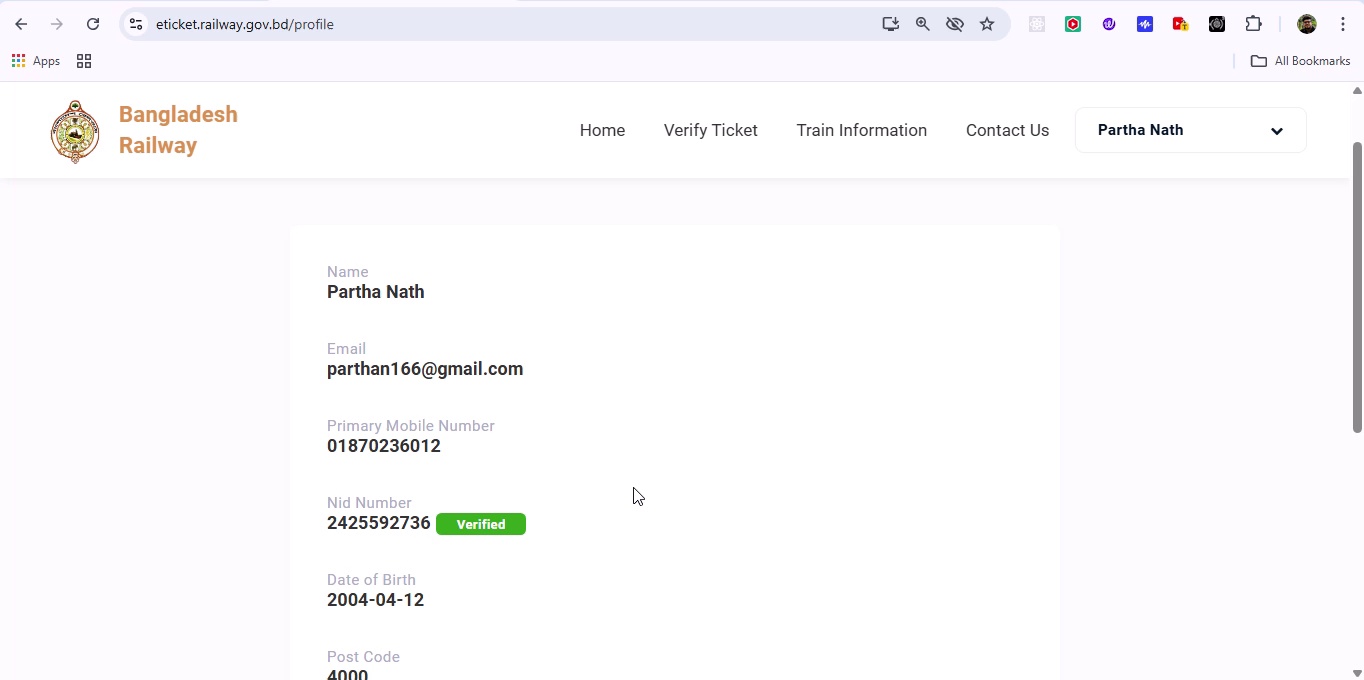 eticket.railway.gov.bd/profile
Apps
All Bookmarks
Bangladesh
Railway
Home
Verify Ticket
Train Information
Contact Us
Partha Nath
Name
Partha Nath
Email
parthan166@gmail.com
Primary Mobile Number
01870236012
Nid Number
2425592736 Verified
Date of Birth
2004-04-12
Post Code
4000